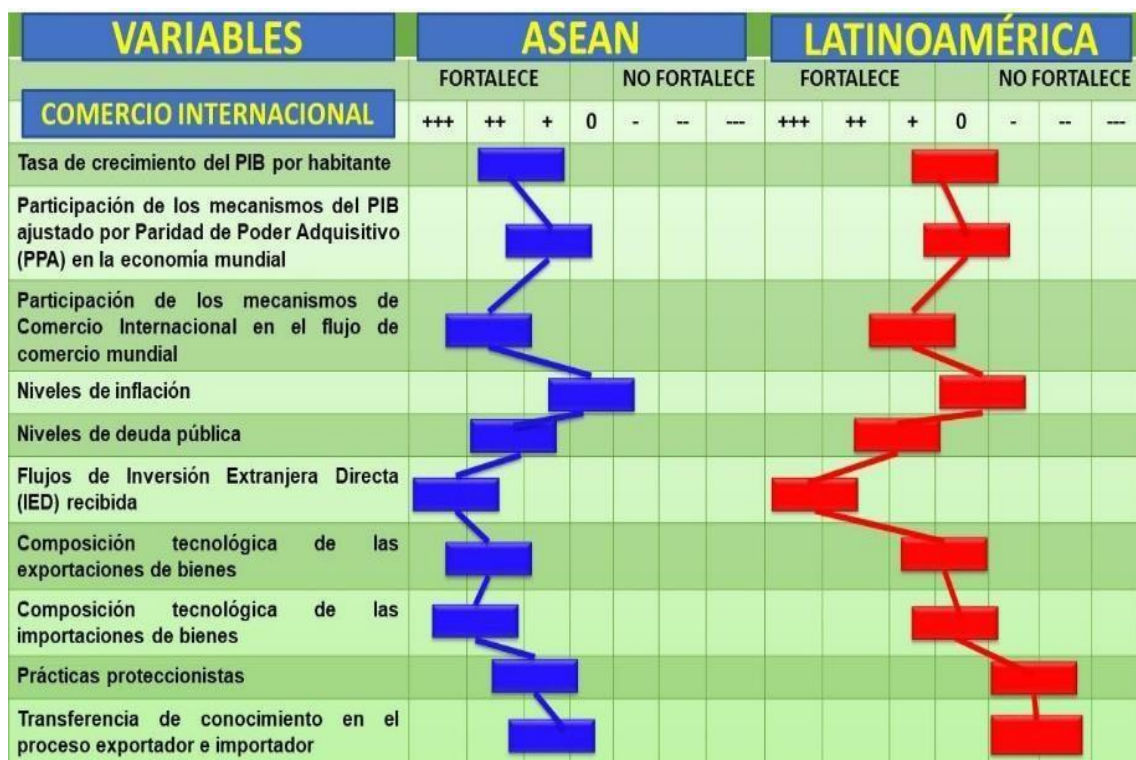 VARIABLES ASEAN LATINOAMÉRICA
FORTALECE NO FORTALECE FORTALECE NO FORTALECE
COMERCIO INTERNACIONAL +++ ++ + 0 - -- --- +++ ++ + 0 - -- ---
Tasa de crecimiento del PIB por habitante
Participación de los mecanismos del PIB
ajustado por Paridad de Poder Adquisitivo
(PPA) en la economía mundial
Participación de los mecanismos de
Comercio Internacional en el flujo de
comercio mundial
Niveles de inflación
Niveles de deuda pública
Flujos de Inversión Extranjera Directa
(IED) recibida
Composición tecnológica de las
exportaciones de bienes
Composición tecnológica de las
importaciones de bienes
Prácticas proteccionistas
Transferencia de conocimiento en el
proceso exportador e importador